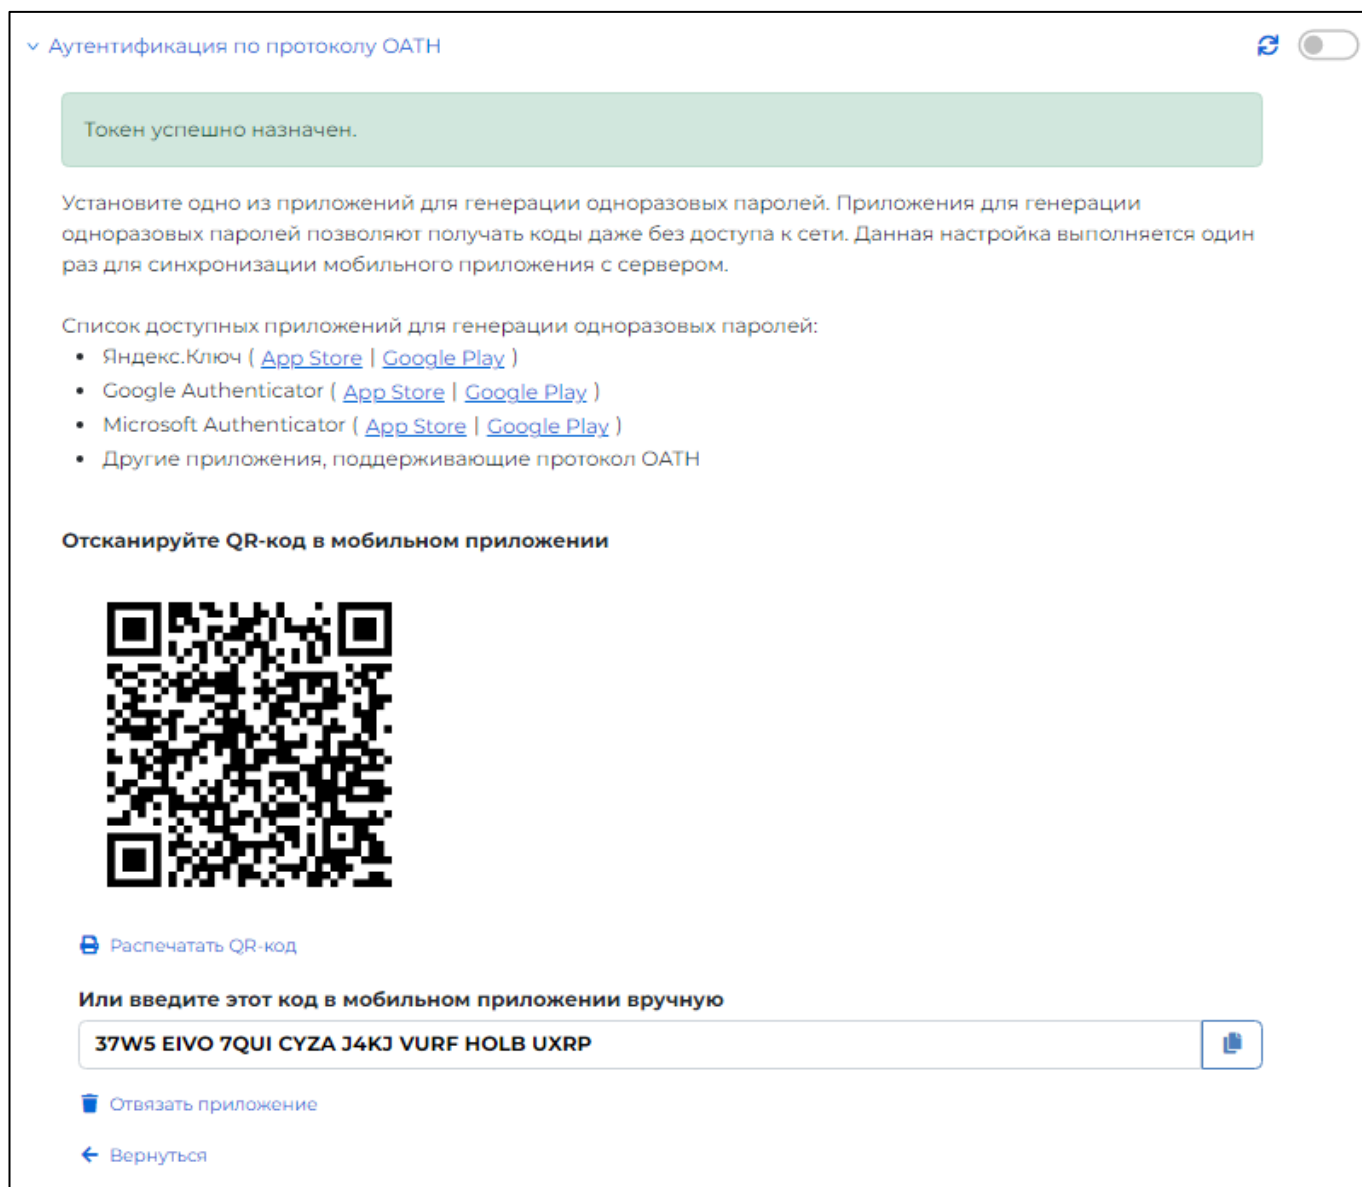 Аутентификация по протоколу OATH
Токен успешно назначен.
Установите одно из приложений для генерации одноразовых паролей. Приложения для генерации
одноразовых паролей позволяют получать коды даже без доступа к сети. Данная настройка выполняется один
раз для синхронизации мобильного приложения с сервером.
Список доступных приложений для генерации одноразовых паролей:
• Яндекс.Ключ ( App Store | Google Play )
• Google Authenticator ( App Store | Google Play )
• Microsoft Authenticator ( App Store | Google Play )
• Другие приложения, поддерживающие протокол OATH
Отсканируйте QR-код в мобильном приложении
Распечатать QR-код
Или введите этот код в мобильном приложении вручную
37W5 EIVO 7QUI CYZA J4KJ VURF HOLB UXRP
Отвязать приложение
Вернуться